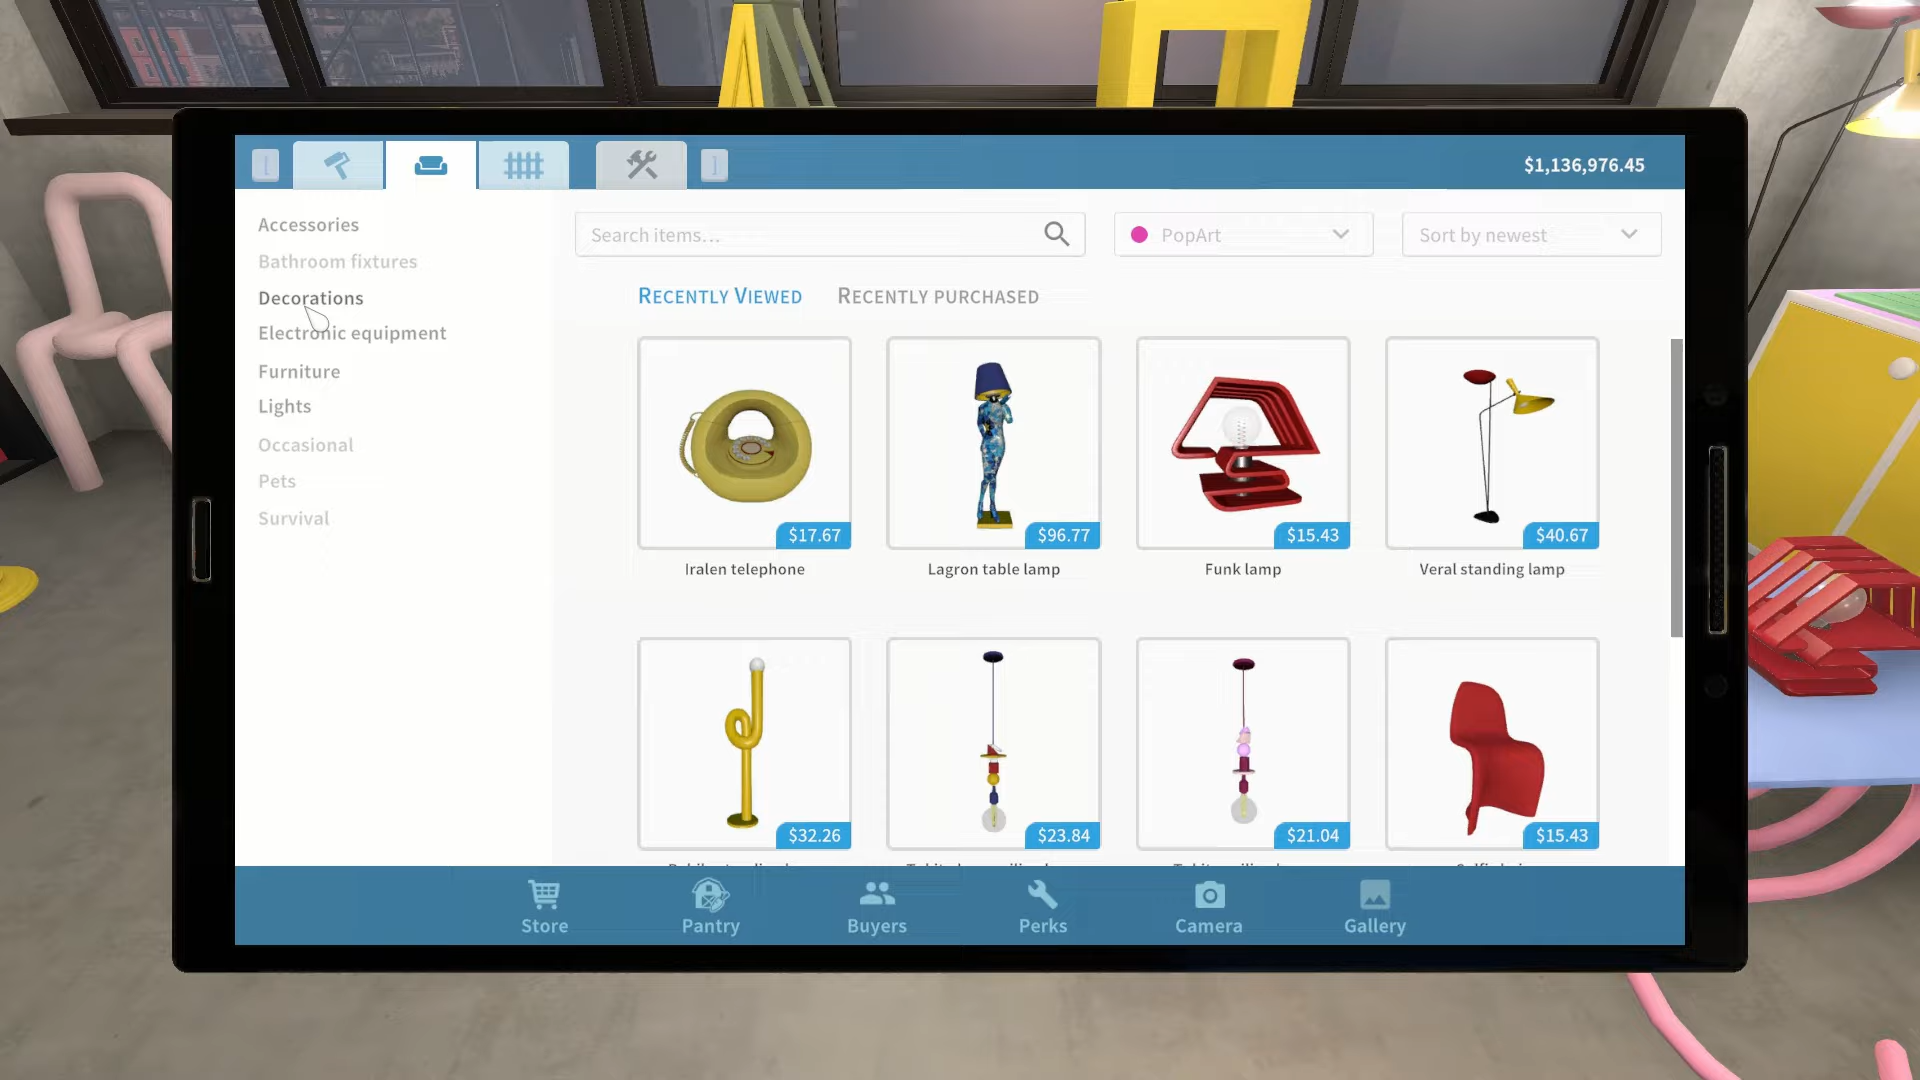 $1,136,976.45
Accessories
Bathroom fixtures
Decorations
Electronic equipment
Furniture
Lights
Occasional
Pets
Survival
Search items...
PopArt
Sort by newest
RECENTLY VIEWED
RECENTLY PURCHASED
$17.67
$96.77
$15.43
$40.67
Iralen telephone
Lagron table lamp
Funk lamp
Veral standing lamp
$32.26
$23.84
$21.04
$15.43
Store
Pantry
Buyers
Perks
Camera
Gallery